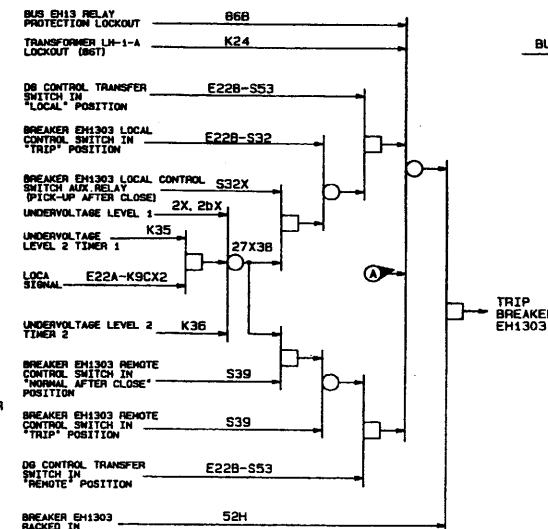 BUS EH13 RELAY
PROTECTION LOCKOUT
86B
BU
TRANSFORMER LH-1-A
LOCKOUT (86T)
K24
DG CONTROL TRANSFER
SWITCH IN
"LOCAL" POSITION
E22B-S53
BREAKER EH1303 LOCAL
CONTROL SWITCH IN
"TRIP" POSITION
E22B-S32
BREAKER EH1303 LOCAL CONTROL
SWITCH AUX.RELAY
(PICK-UP AFTER CLOSE)
S32X
UNDERVOLTAGE LEVEL 1
2X, 2bX
UNDERVOLTAGE
LEVEL 2 TIMER 1
K35
27X3B
LOCA
SIGNAL
E22A-K9CX2
A
TRIP
BREAKER
EH1303
UNDERVOLTAGE LEVEL 2
TIMER 2
K36
BREAKER EH1303 REMOTE
CONTROL SWITCH IN
"NORMAL AFTER CLOSE"
POSITION
S39
R
BREAKER EH1303 REMOTE
CONTROL SWITCH IN
"TRIP" POSITION
S39
DG CONTROL TRANSFER
SWITCH IN
"REMOTE" POSITION
E22B-S53
BREAKER EH1303
RACKED IN
52H